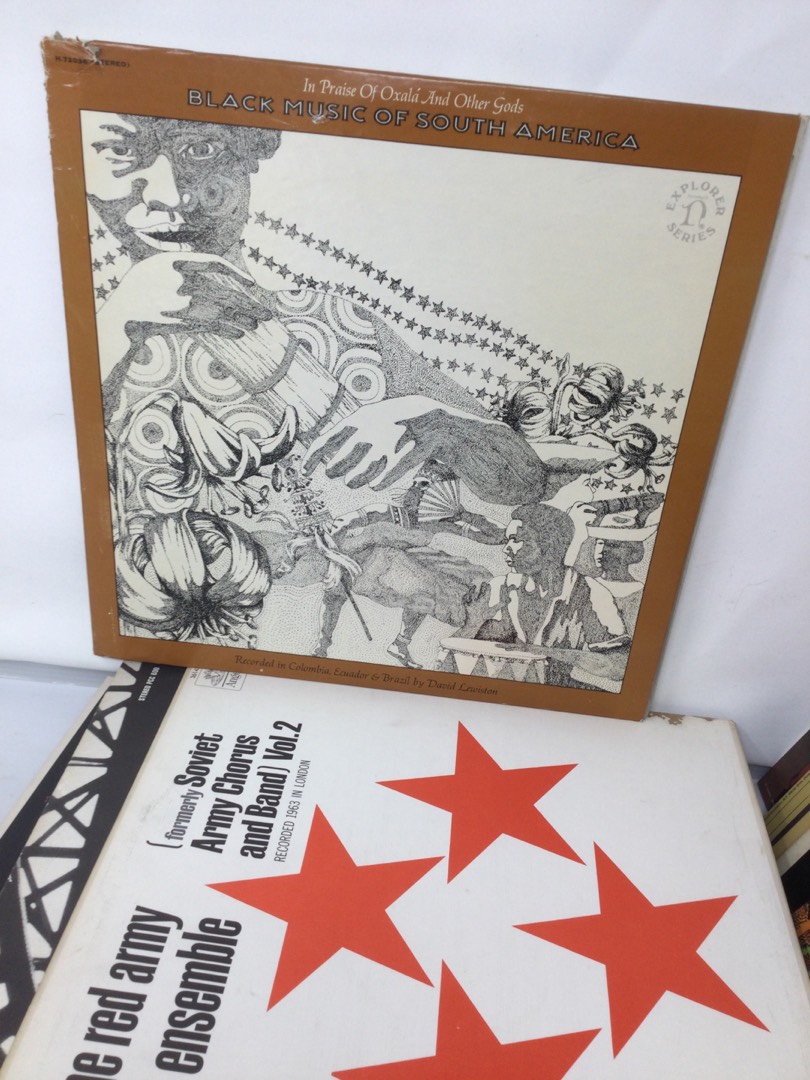 In Praise Of Oxalá And Other Gods
BLACK MUSIC OF SOUTH AMERICA
EXPLORER
n
SERIES
Recorded in Colombia, Ecuador & Brazil by David Lewiston
(formerly Soviet
Army Chorus
and Band) Vol.2
RECORDED 1963 IN LONDON
red army
ensemble